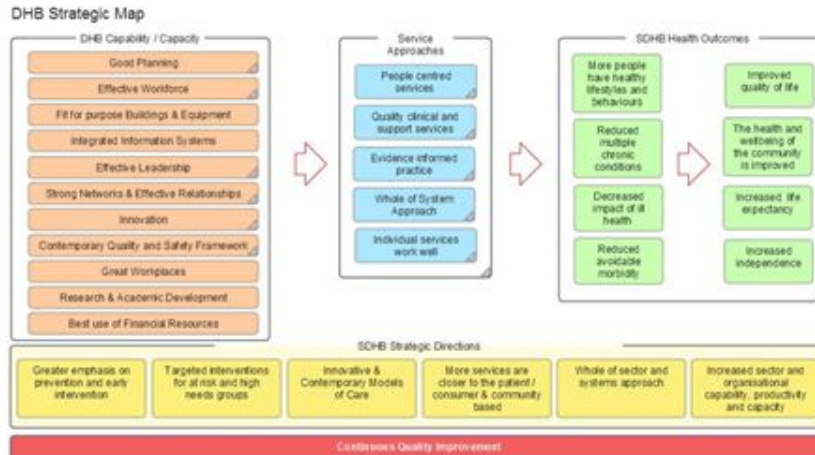 DHB Strategic Map
DHB Capability / Capacity
Good Planning
Effective Workforce
Fit for purpose Buildings & Equipment
Integrated Information Systems
Effective Leadership
Strong Networks & Effective Relationships
Innovation
Contemporary Quality and Safety Framework
Great Workplaces
Research & Academic Development
Best use of Financial Resources
Service
Approaches
People centred
services
Quality clinical and
support services
Evidence informed
practice
Whole of System
Approach
Individual services
work well
SDHB Health Outcomes
More people
have healthy
lifestyles and
behaviours
Reduced
multiple
chronic
conditions
Decreased
impact of ill
health
Reduced
avoidable
morbidity
Improved
quality of life
The health and
wellbeing of
the community
is improved
Increased life
expectancy
Increased
independence
SDHB Strategic Directions
Greater emphasis on
prevention and early
intervention
Targeted interventions
for at risk and high
needs groups
Innovative &
Contemporary Models
of Care
More services are
closer to the patient /
consumer & community
based
Whole of sector and
systems approach
Increased sector and
organisational
capability, productivity
and capacity
Continuous Quality Improvement